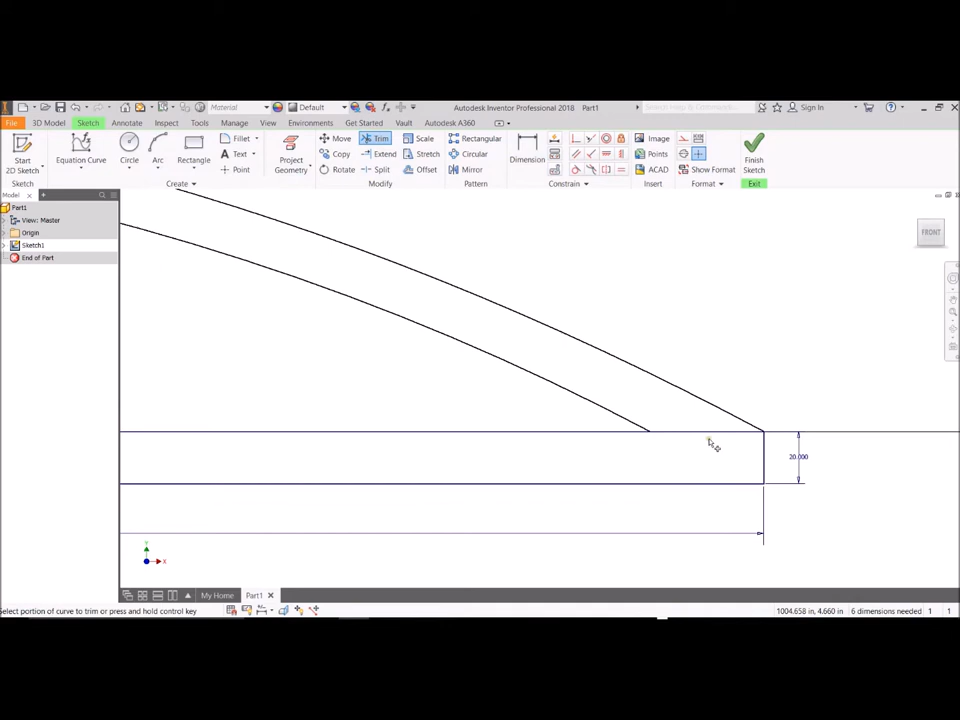 Material
Default
Autodesk Inventor Professional 2018
Part1
Search Help & Commands...
Sign In
File
Sketch
Annotate
Inspect
Tools
Manage
View
Environments
Get Started
Vault
Autodesk A360
Start
2D Sketch
Equation Curve
Circle
Arc
Rectangle
Fillet
Text
Point
Project
Geometry
Move
Copy
Rotate
Trim
Extend
Split
Scale
Stretch
Offset
Rectangular
Circular
Mirror
Dimension
Image
Points
ACAD
Show Format
Finish
Sketch
Sketch
Create
Modify
Pattern
Constrain
Insert
Format
Exit
Model
Part1
View: Master
Origin
Sketch1
End of Part
FRONT
20.000
Y
X
My Home
Part1
Select portion of curve to trim or press and hold control key
1004.658 in, 4.660 in
6 dimensions needed
1
1